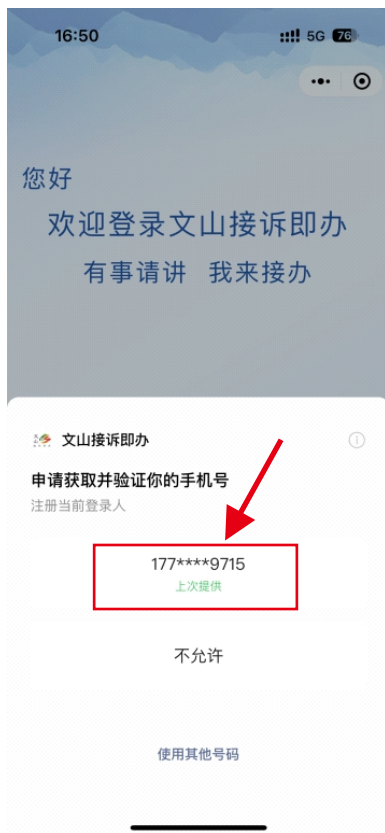 16:50
5G 76
您好
欢迎登录文山接诉即办
有事请讲 我来接办
文山接诉即办
申请获取并验证你的手机号
注册当前登录人
177****9715
上次提供
不允许
使用其他号码